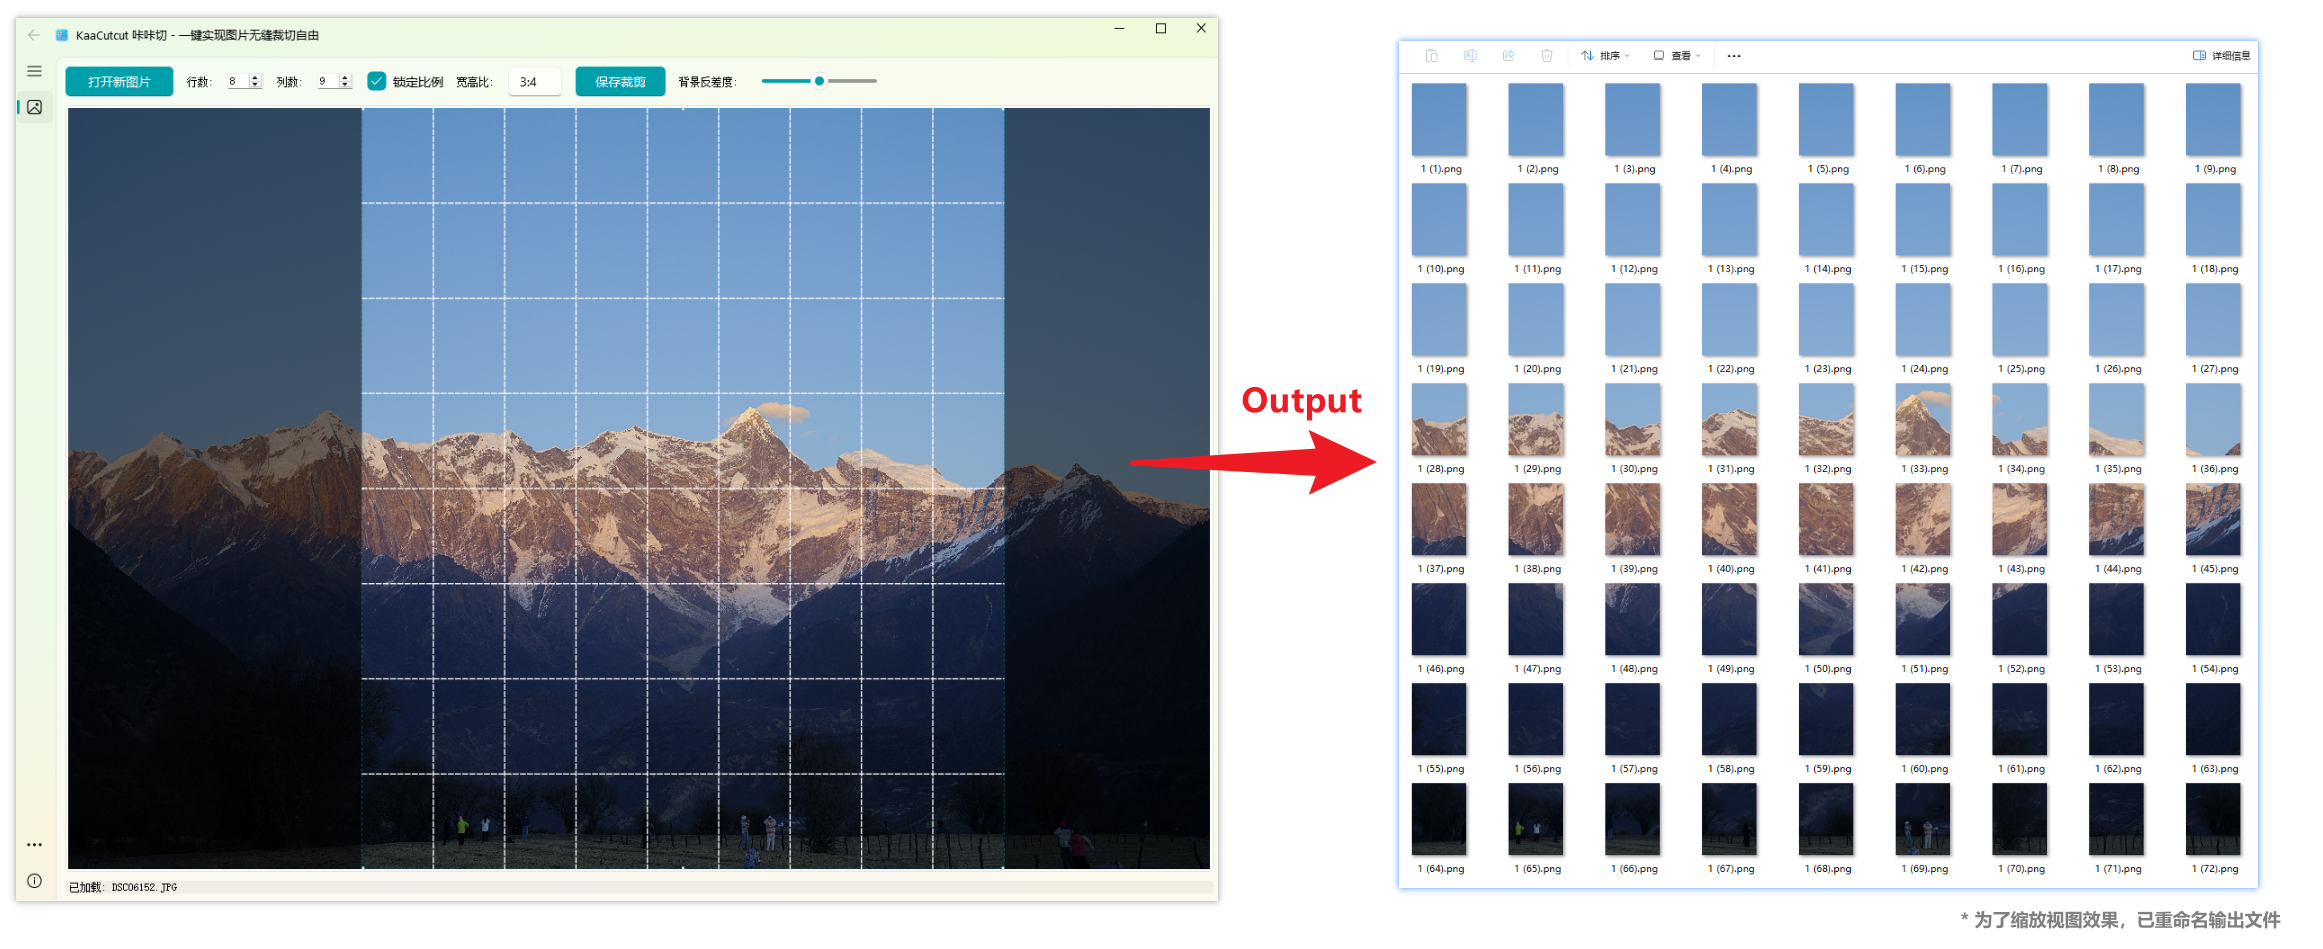 KaaCutcut 咔咔切 - 一键实现图片无缝裁切自由
打开新图片 行数: 8 列数: 9 锁定比例 宽高比: 3:4 保存裁剪 背景反差度:
已加载: DSC06152.JPG
Output
排序 查看 ··· 详细信息
1 (1).png 1 (2).png 1 (3).png 1 (4).png 1 (5).png 1 (6).png 1 (7).png 1 (8).png 1 (9).png
1 (10).png 1 (11).png 1 (12).png 1 (13).png 1 (14).png 1 (15).png 1 (16).png 1 (17).png 1 (18).png
1 (19).png 1 (20).png 1 (21).png 1 (22).png 1 (23).png 1 (24).png 1 (25).png 1 (26).png 1 (27).png
1 (28).png 1 (29).png 1 (30).png 1 (31).png 1 (32).png 1 (33).png 1 (34).png 1 (35).png 1 (36).png
1 (37).png 1 (38).png 1 (39).png 1 (40).png 1 (41).png 1 (42).png 1 (43).png 1 (44).png 1 (45).png
1 (46).png 1 (47).png 1 (48).png 1 (49).png 1 (50).png 1 (51).png 1 (52).png 1 (53).png 1 (54).png
1 (55).png 1 (56).png 1 (57).png 1 (58).png 1 (59).png 1 (60).png 1 (61).png 1 (62).png 1 (63).png
1 (64).png 1 (65).png 1 (66).png 1 (67).png 1 (68).png 1 (69).png 1 (70).png 1 (71).png 1 (72).png
* 为了缩放视图效果，已重命名输出文件